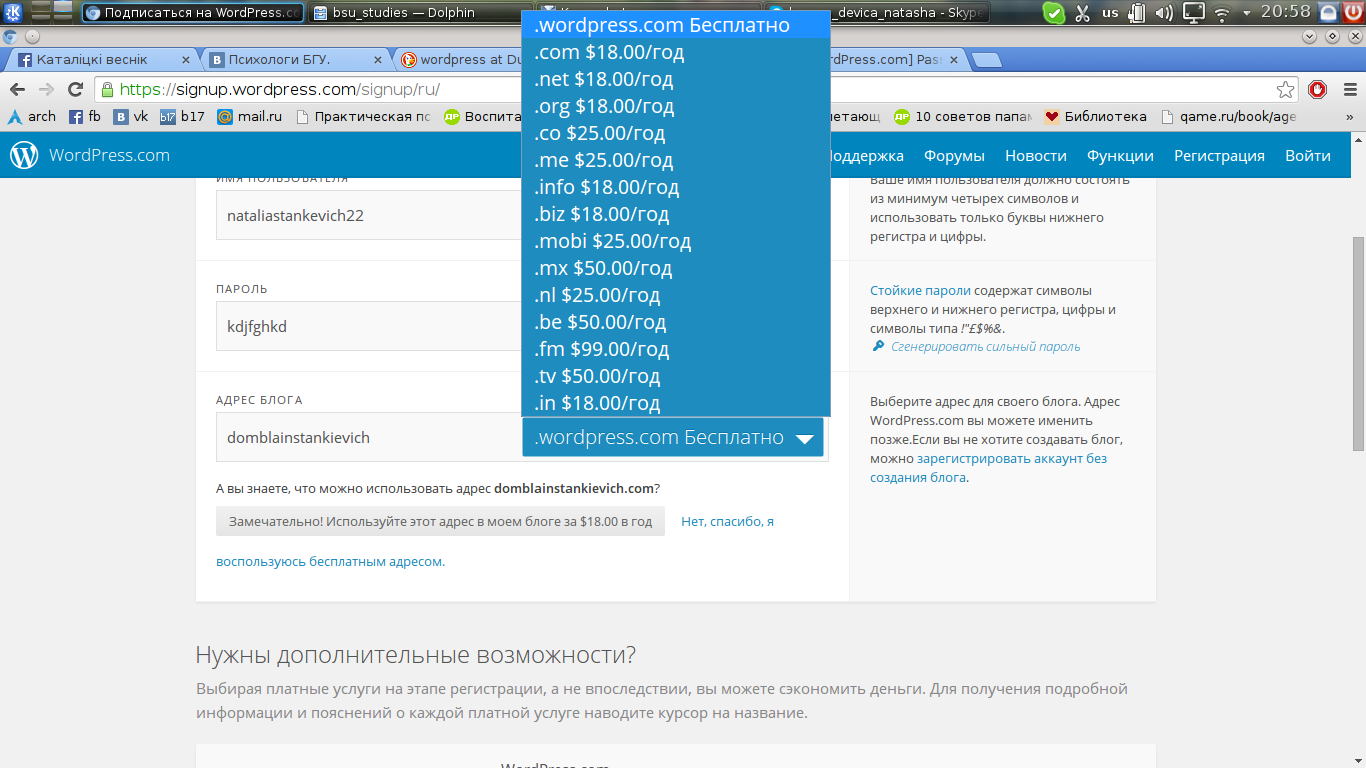 Подписаться на WordPress.co
bsu_studies — Dolphin
_devica_natasha - Skype
us
20:58
Каталіцкі веснік
Психологи БГУ.
wordpress at Du
rdPress.com] Pas
https://signup.wordpress.com/signup/ru/
arch
fb
vk
b17
mail.ru
Практическая пс
Воспита
10 советов папам
Библиотека
qame.ru/book/age
»
WordPress.com
Поддержка
Форумы
Новости
Функции
Регистрация
Войти
.wordpress.com Бесплатно
.com $18.00/год
.net $18.00/год
.org $18.00/год
.co $25.00/год
.me $25.00/год
.info $18.00/год
.biz $18.00/год
.mobi $25.00/год
.mx $50.00/год
.nl $25.00/год
.be $50.00/год
.fm $99.00/год
.tv $50.00/год
.in $18.00/год
ИМЯ ПОЛЬЗОВАТЕЛЯ
nataliastankevich22
Ваше имя пользователя должно состоять
из минимум четырех символов и
использовать только буквы нижнего
регистра и цифры.
ПАРОЛЬ
kdjfghkd
Стойкие пароли содержат символы
верхнего и нижнего регистра, цифры и
символы типа !"£$%&.
Сгенерировать сильный пароль
АДРЕС БЛОГА
domblainstankievich
.wordpress.com Бесплатно
Выберите адрес для своего блога. Адрес
WordPress.com вы можете именить
позже.Если вы не хотите создавать блог,
можно зарегистрировать аккаунт без
создания блога.
А вы знаете, что можно использовать адрес domblainstankievich.com?
Замечательно! Используйте этот адрес в моем блоге за $18.00 в год
Нет, спасибо, я
воспользуюсь бесплатным адресом.
Нужны дополнительные возможности?
Выбирая платные услуги на этапе регистрации, а не впоследствии, вы можете сэкономить деньги. Для получения подробной
информации и пояснений о каждой платной услуге наводите курсор на название.
WordPress.com